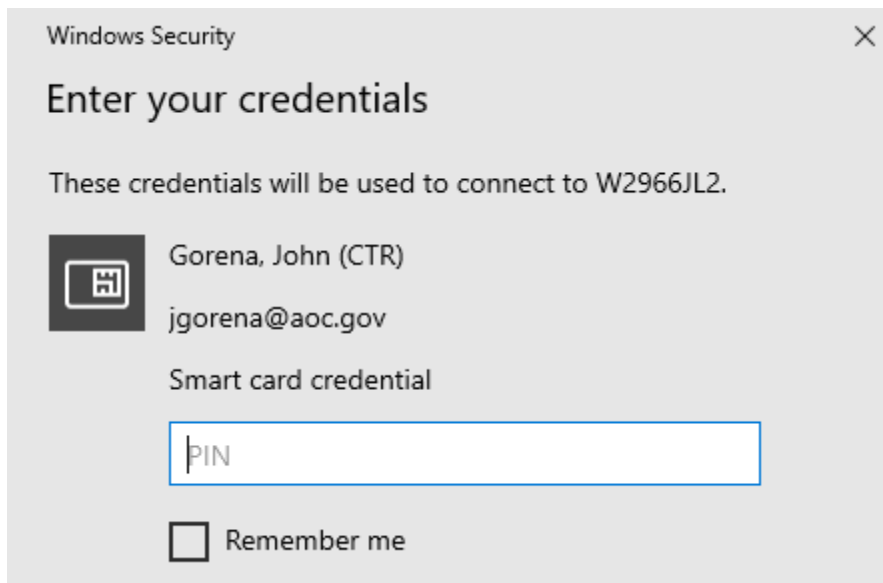 Windows Security
Enter your credentials
These credentials will be used to connect to W2966JL2.
Gorena, John (CTR)
jgorena@aoc.gov
Smart card credential
PIN
Remember me